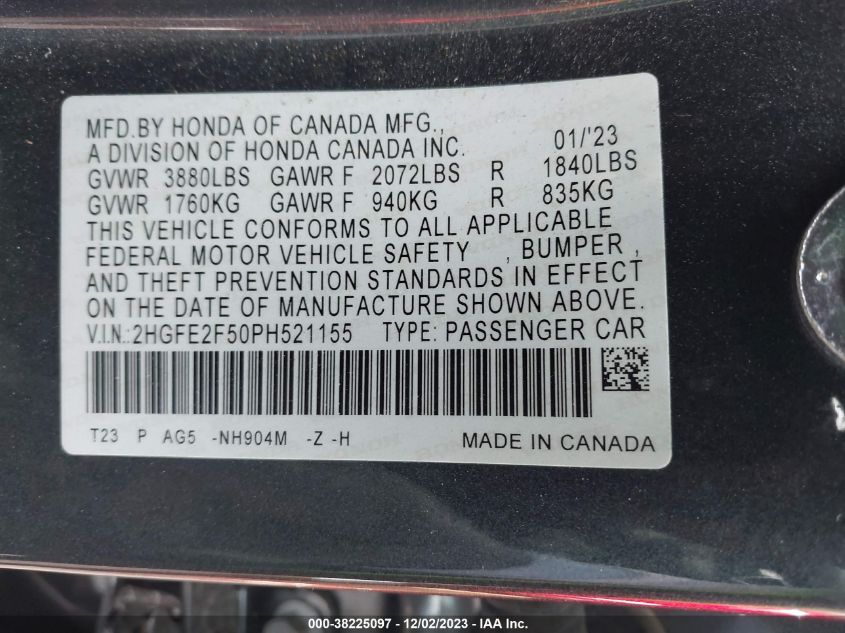 MFD.BY HONDA OF CANADA MFG.,
A DIVISION OF HONDA CANADA INC. 01/'23
GVWR 3880LBS GAWR F 2072LBS R 1840LBS
GVWR 1760KG GAWR F 940KG R 835KG
THIS VEHICLE CONFORMS TO ALL APPLICABLE
FEDERAL MOTOR VEHICLE SAFETY , BUMPER ,
AND THEFT PREVENTION STANDARDS IN EFFECT
ON THE DATE OF MANUFACTURE SHOWN ABOVE.
V.I.N.:2HGFE2F50PH521155 TYPE: PASSENGER CAR
T23 P AG5 -NH904M -Z -H MADE IN CANADA
000-38225097 - 12/02/2023 - IAA Inc.